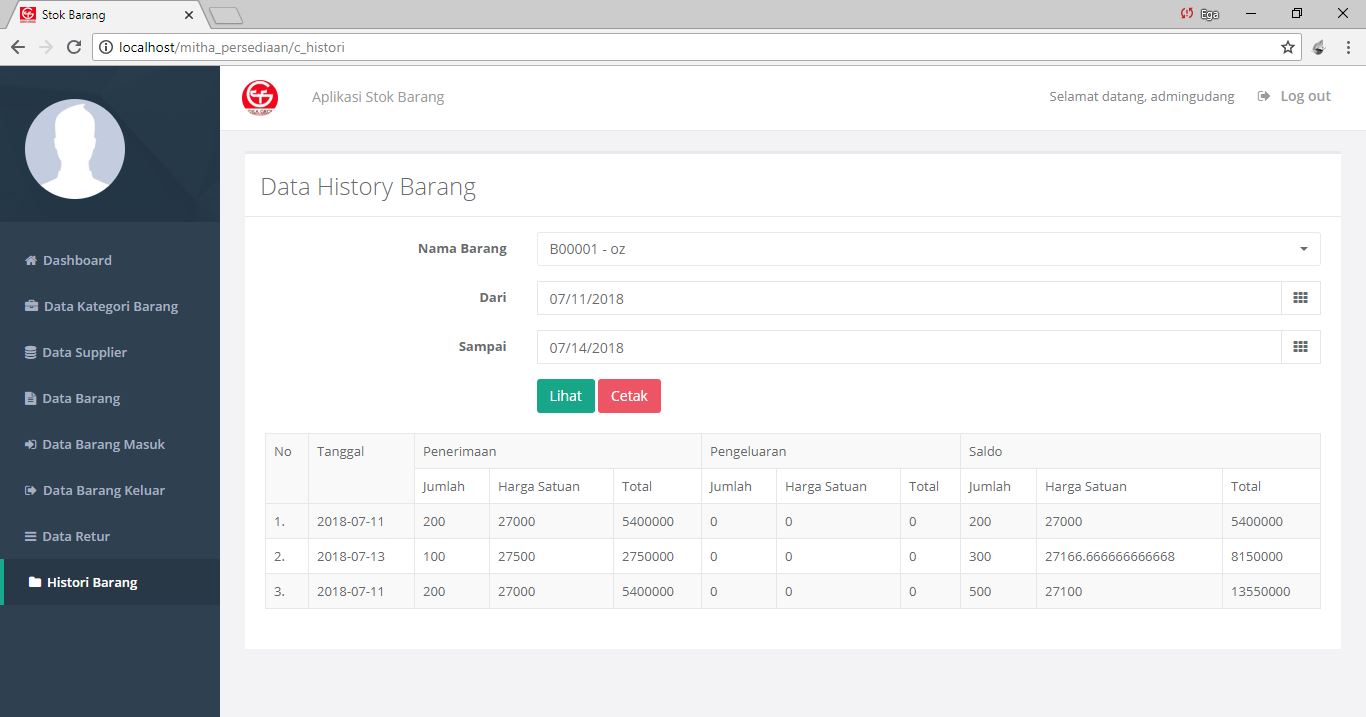 Stok Barang
Ega
localhost/mitha_persediaan/c_histori
Aplikasi Stok Barang
Selamat datang, admingudang
Log out
Dashboard
Data Kategori Barang
Data Supplier
Data Barang
Data Barang Masuk
Data Barang Keluar
Data Retur
Histori Barang
Data History Barang
Nama Barang B00001 - oz
Dari 07/11/2018
Sampai 07/14/2018
Lihat Cetak
No Tanggal Penerimaan Pengeluaran Saldo
Jumlah Harga Satuan Total Jumlah Harga Satuan Total Jumlah Harga Satuan Total
1. 2018-07-11 200 27000 5400000 0 0 0 200 27000 5400000
2. 2018-07-13 100 27500 2750000 0 0 0 300 27166.666666666668 8150000
3. 2018-07-11 200 27000 5400000 0 0 0 500 27100 13550000